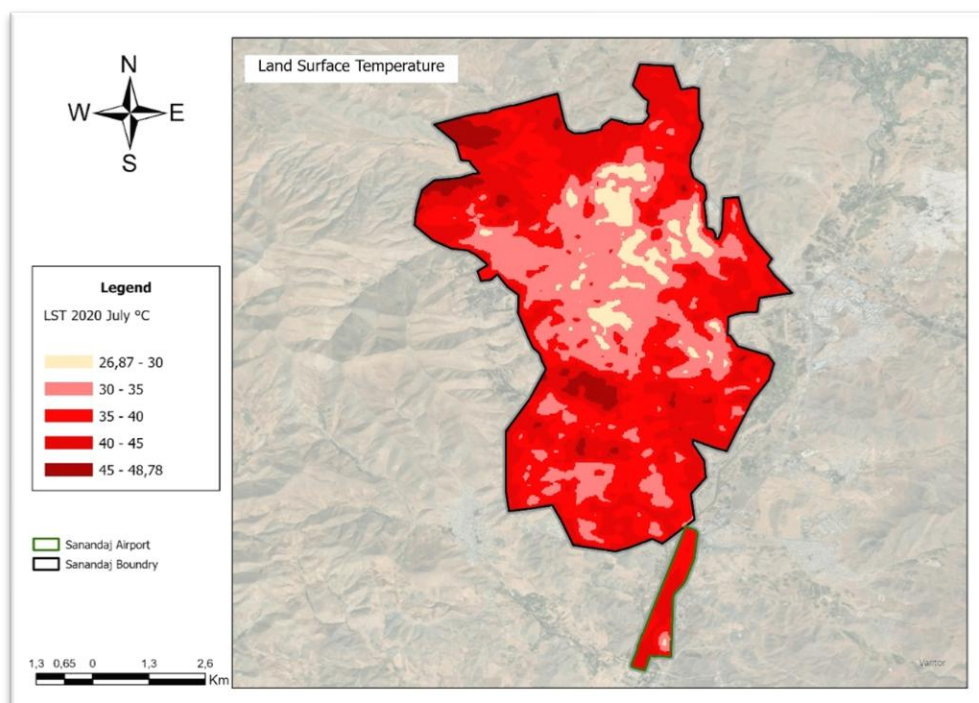 Land Surface Temperature
N
W E
S
Legend
LST 2020 July °C
26,87 - 30
30 - 35
35 - 40
40 - 45
45 - 48,78
Sanandaj Airport
Sanandaj Boundry
1,3 0,65 0 1,3 2,6
Km
Vantor